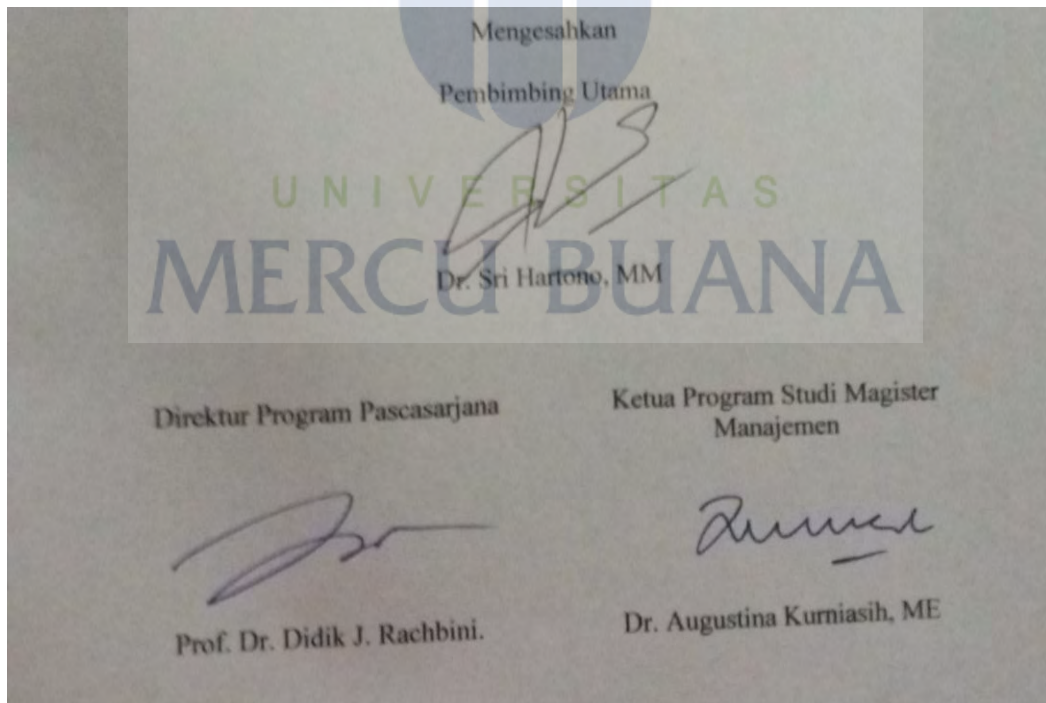 Mengesahkan
Pembimbing Utama
UNIVERSITAS
MERCU BUANA
Dr. Sri Hartono, MM
Direktur Program Pascasarjana
Ketua Program Studi Magister
Manajemen
Prof. Dr. Didik J. Rachbini.
Dr. Augustina Kurniasih, ME